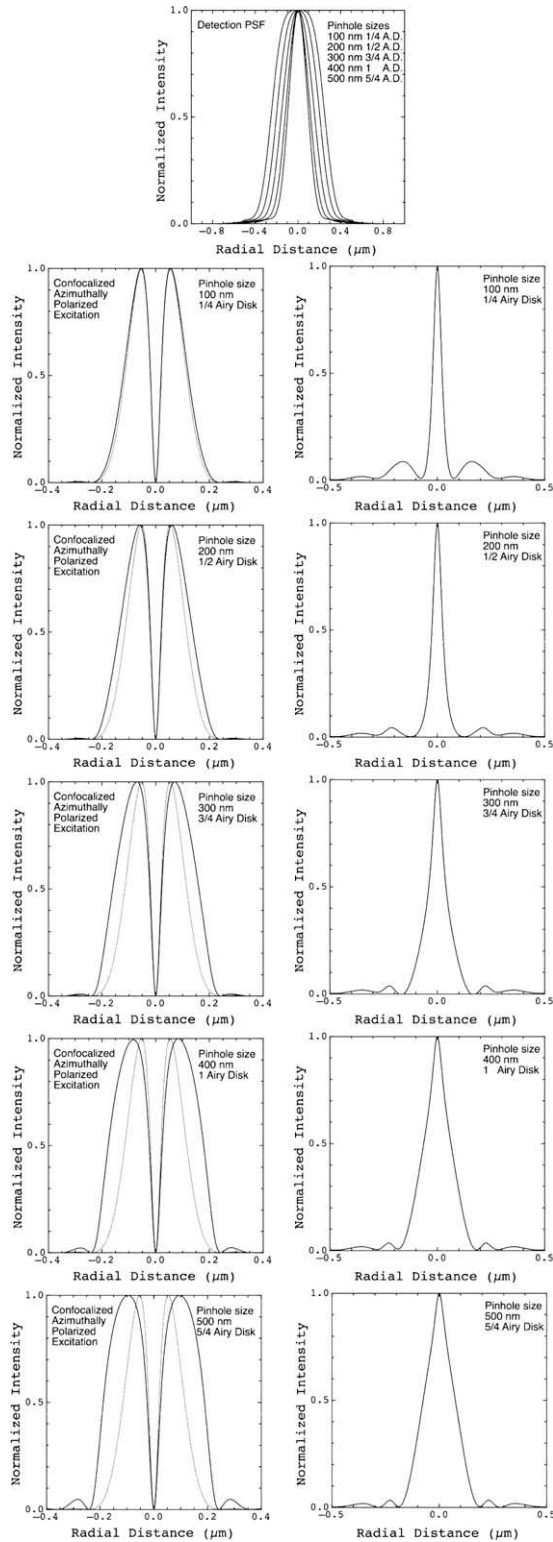 Detection PSF
Pinhole sizes
100 nm 1/4 A.D.
200 nm 1/2 A.D.
300 nm 3/4 A.D.
400 nm 1 A.D.
500 nm 5/4 A.D.
Normalized Intensity
1.0
0.5
0.0
−0.8 −0.4 0.0 0.4 0.8
Radial Distance (µm)
Confocalized
Azimuthally
Polarized
Excitation
Pinhole size
100 nm
1/4 Airy Disk
Normalized Intensity
1.0
0.5
0.0
−0.4 −0.2 0.0 0.2 0.4
Radial Distance (µm)
Pinhole size
100 nm
1/4 Airy Disk
Normalized Intensity
1.0
0.5
0.0
−0.5 0.0 0.5
Radial Distance (µm)
Confocalized
Azimuthally
Polarized
Excitation
Pinhole size
200 nm
1/2 Airy Disk
Normalized Intensity
1.0
0.5
0.0
−0.4 −0.2 0.0 0.2 0.4
Radial Distance (µm)
Pinhole size
200 nm
1/2 Airy Disk
Normalized Intensity
1.0
0.5
0.0
−0.5 0.0 0.5
Radial Distance (µm)
Confocalized
Azimuthally
Polarized
Excitation
Pinhole size
300 nm
3/4 Airy Disk
Normalized Intensity
1.0
0.5
0.0
−0.4 −0.2 0.0 0.2 0.4
Radial Distance (µm)
Pinhole size
300 nm
3/4 Airy Disk
Normalized Intensity
1.0
0.5
0.0
−0.5 0.0 0.5
Radial Distance (µm)
Confocalized
Azimuthally
Polarized
Excitation
Pinhole size
400 nm
1 Airy Disk
Normalized Intensity
1.0
0.5
0.0
−0.4 −0.2 0.0 0.2 0.4
Radial Distance (µm)
Pinhole size
400 nm
1 Airy Disk
Normalized Intensity
1.0
0.5
0.0
−0.5 0.0 0.5
Radial Distance (µm)
Confocalized
Azimuthally
Polarized
Excitation
Pinhole size
500 nm
5/4 Airy Disk
Normalized Intensity
1.0
0.5
0.0
−0.4 −0.2 0.0 0.2 0.4
Radial Distance (µm)
Pinhole size
500 nm
5/4 Airy Disk
Normalized Intensity
1.0
0.5
0.0
−0.5 0.0 0.5
Radial Distance (µm)